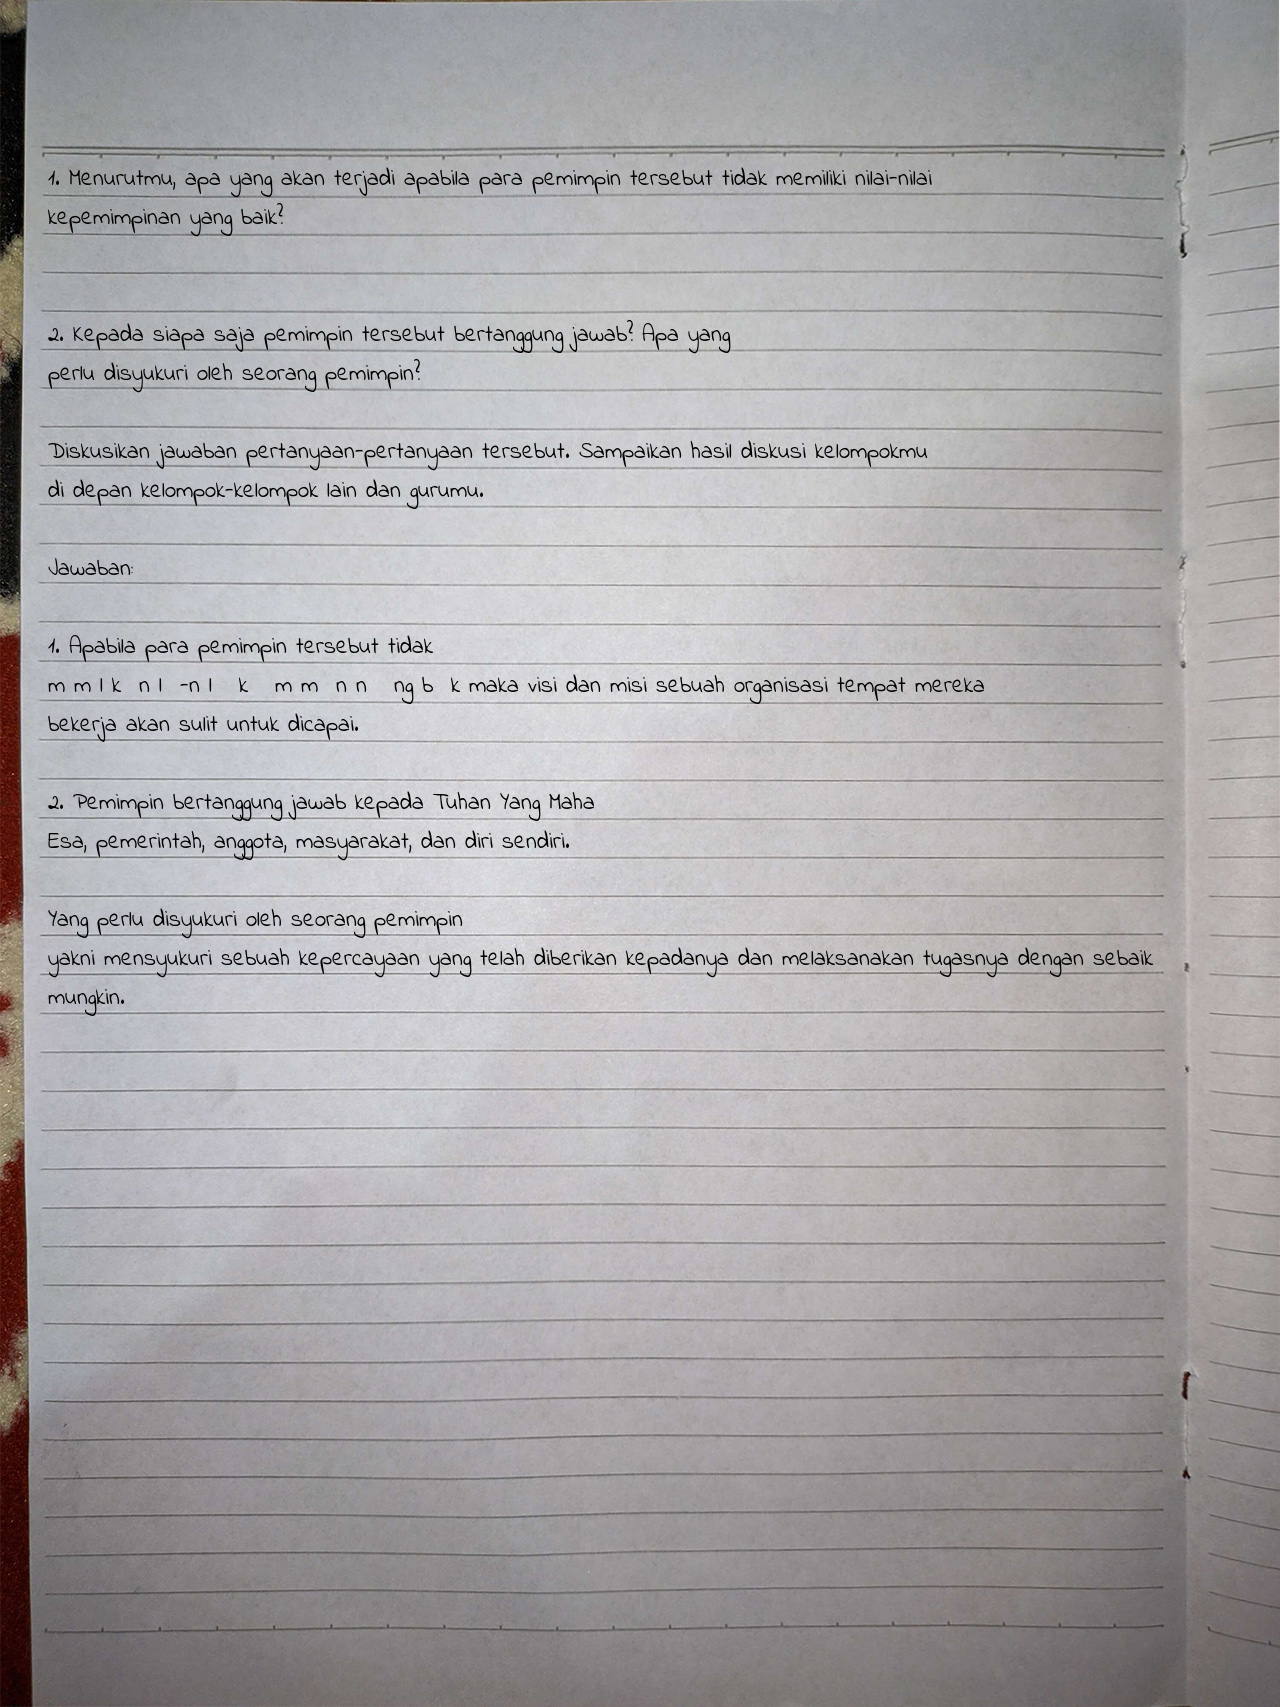 1. Menurutmu, apa yang akan terjadi apabila para pemimpin tersebut tidak memiliki nilai-nilai
kepemimpinan yang baik?
2. Kepada siapa saja pemimpin tersebut bertanggung jawab? Apa yang
perlu disyukuri oleh seorang pemimpin?
Diskusikan jawaban pertanyaan-pertanyaan tersebut. Sampaikan hasil diskusi kelompokmu
di depan kelompok-kelompok lain dan gurumu.
Jawaban:
1. Apabila para pemimpin tersebut tidak
m m l k n l -n l k m m n n ng b k maka visi dan misi sebuah organisasi tempat mereka
bekerja akan sulit untuk dicapai.
2. Pemimpin bertanggung jawab kepada Tuhan Yang Maha
Esa, pemerintah, anggota, masyarakat, dan diri sendiri.
Yang perlu disyukuri oleh seorang pemimpin
yakni mensyukuri sebuah kepercayaan yang telah diberikan kepadanya dan melaksanakan tugasnya dengan sebaik
mungkin.